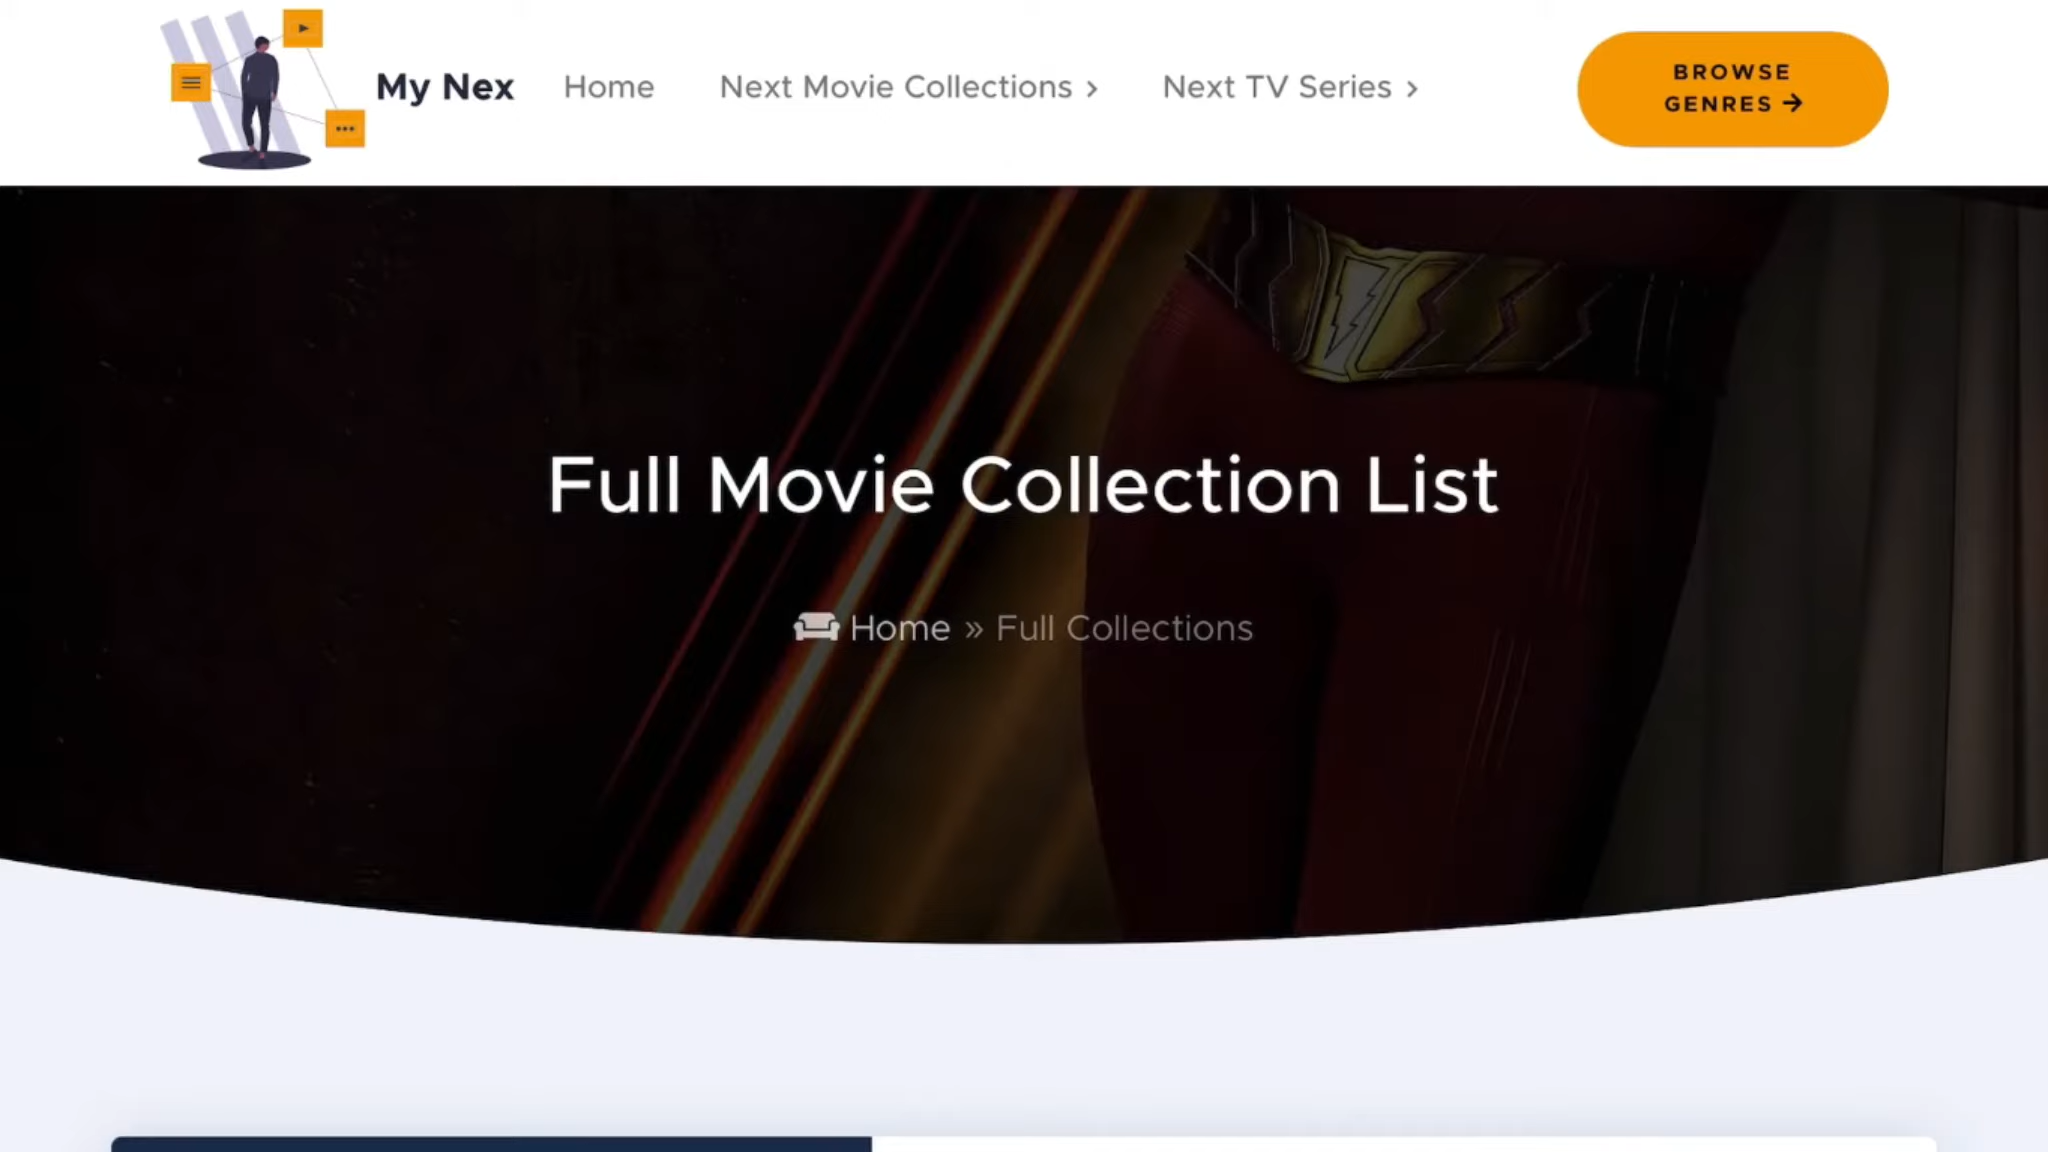 My Nex
Home
Next Movie Collections
Next TV Series
BROWSE
GENRES
Full Movie Collection List
Home » Full Collections